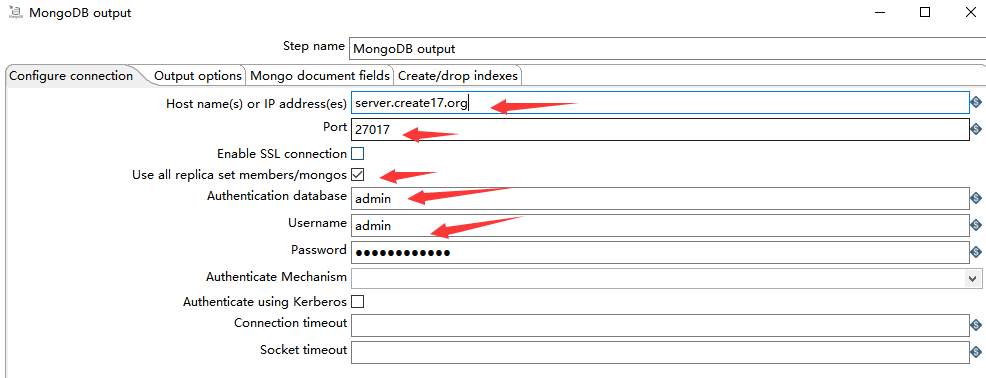 MongoDB output
Step name MongoDB output
Configure connection Output options Mongo document fields Create/drop indexes
Host name(s) or IP address(es) server.create17.org
Port 27017
Enable SSL connection
Use all replica set members/mongos
Authentication database admin
Username admin
Password ●●●●●●●●●●●●
Authenticate Mechanism
Authenticate using Kerberos
Connection timeout
Socket timeout